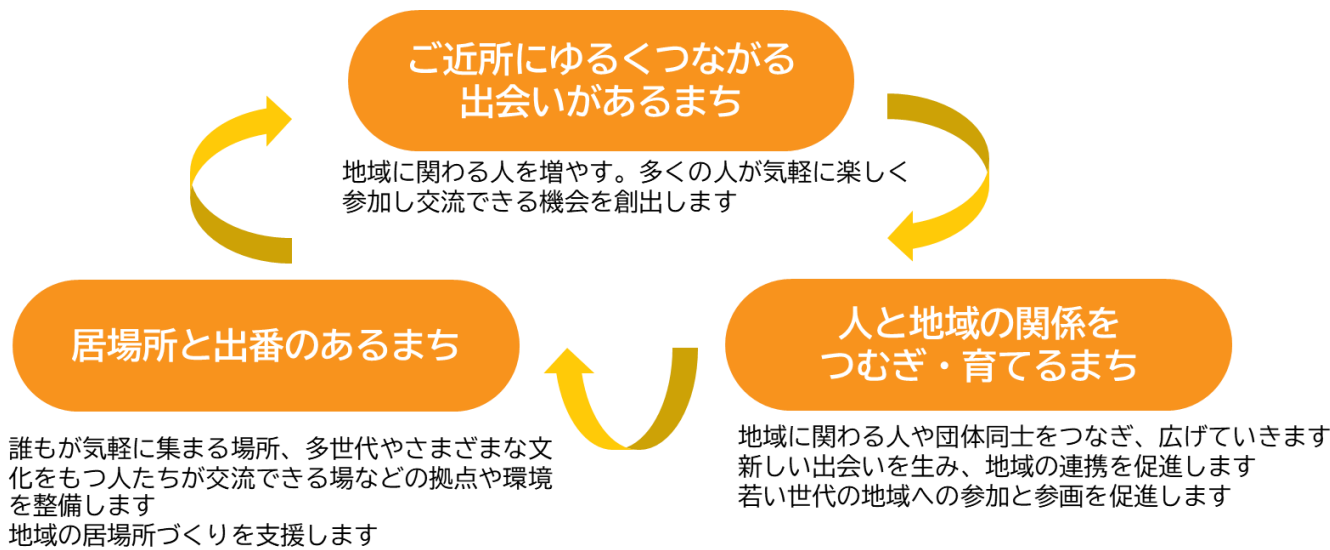 ご近所にゆるくつながる
出会いがあるまち
地域に関わる人を増やす。多くの人が気軽に楽しく
参加し交流できる機会を創出します
居場所と出番のあるまち
誰もが気軽に集まる場所、多世代やさまざまな文
化をもつ人たちが交流できる場などの拠点や環境
を整備します
地域の居場所づくりを支援します
人と地域の関係を
つむぎ・育てるまち
地域に関わる人や団体同士をつなぎ、広げていきます
新しい出会いを生み、地域の連携を促進します
若い世代の地域への参加と参画を促進します